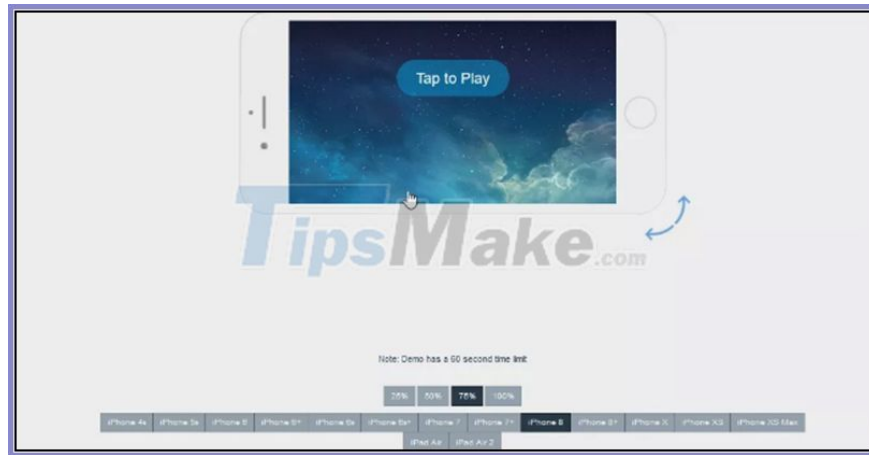 Tap to Play
TipsMake.com
Note: Demo has a 60 second time limit
25% 50% 75% 100%
iPhone 4s iPhone 5s iPhone 6 iPhone 6+ iPhone 6s iPhone 6s+ iPhone 7 iPhone 7+ iPhone 8 iPhone 8+ iPhone X iPhone XS iPhone XS Max
iPad Air iPad Air 2